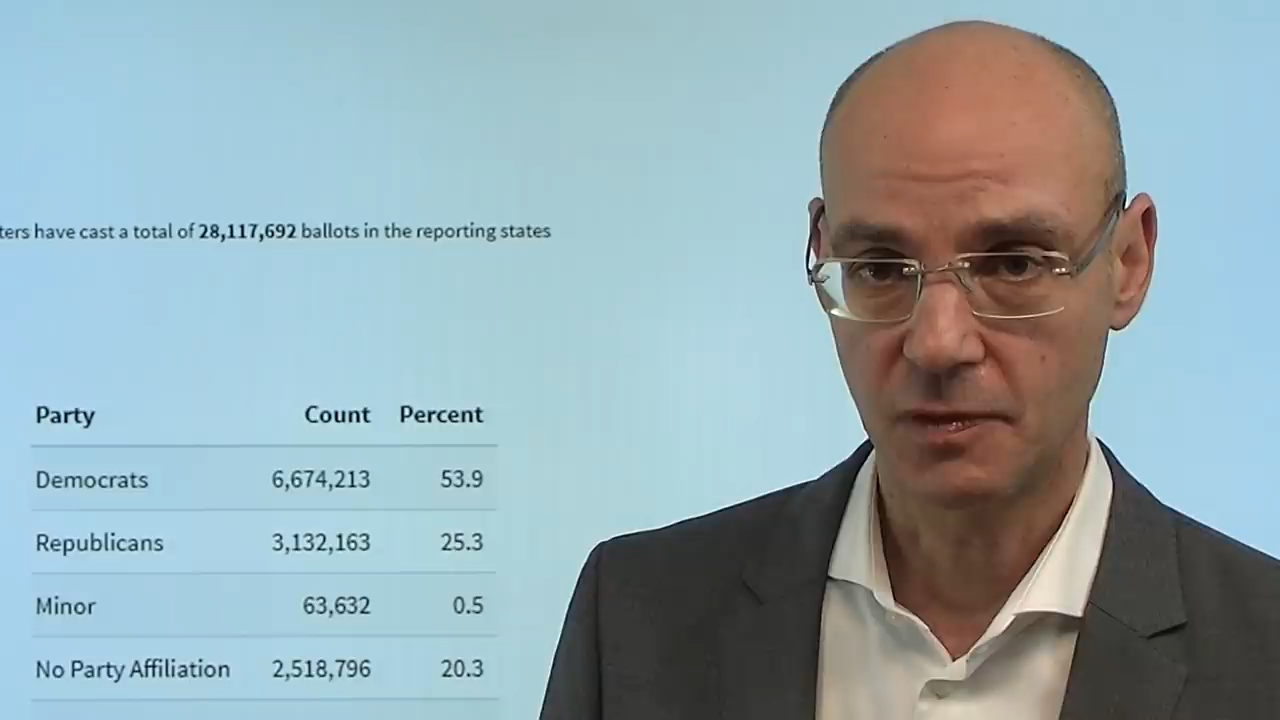 ters have cast a total of 28,117,692 ballots in the reporting states
Party Count Percent
Democrats 6,674,213 53.9
Republicans 3,132,163 25.3
Minor 63,632 0.5
No Party Affiliation 2,518,796 20.3